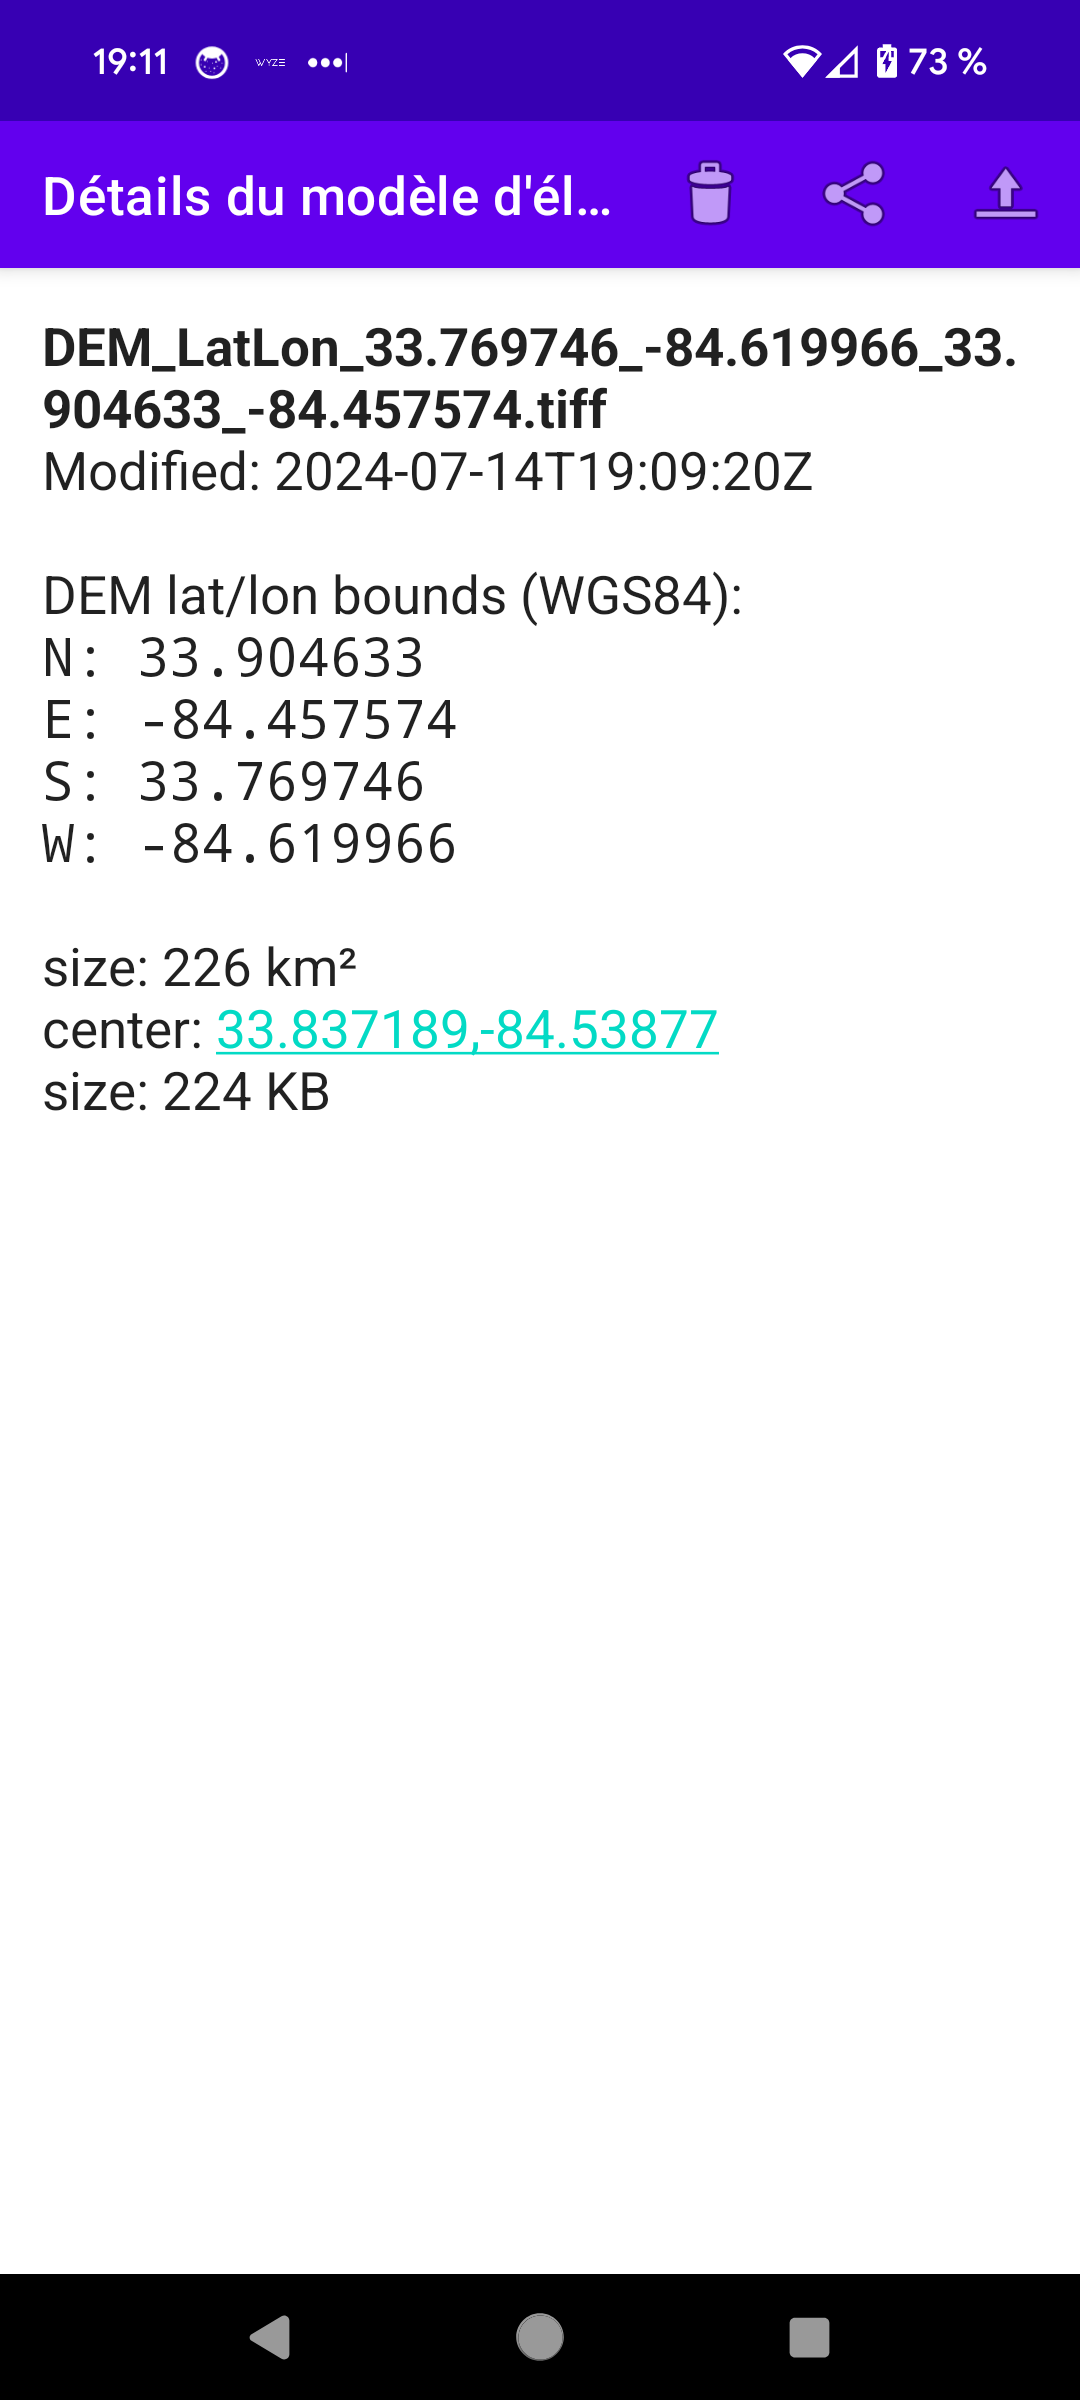 19:11 WYZE 73 %
Détails du modèle d'él...
DEM_LatLon_33.769746_-84.619966_33.
904633_-84.457574.tiff
Modified: 2024-07-14T19:09:20Z
DEM lat/lon bounds (WGS84):
N: 33.904633
E: -84.457574
S: 33.769746
W: -84.619966
size: 226 km²
center: 33.837189,-84.53877
size: 224 KB